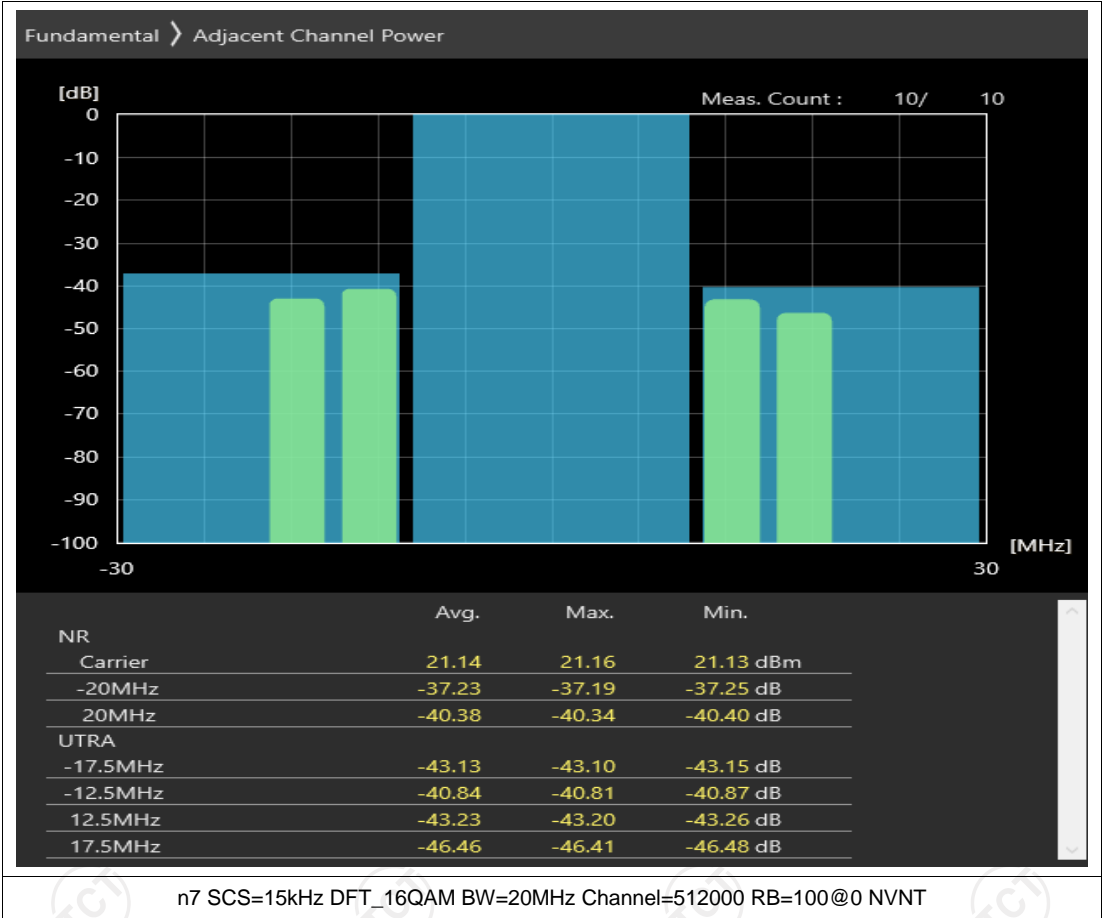 Fundamental ❯ Adjacent Channel Power
[dB]
Meas. Count : 10/ 10
0
-10
-20
-30
-40
-50
-60
-70
-80
-90
-100
[MHz]
-30 30
Avg. Max. Min.
NR
Carrier 21.14 21.16 21.13 dBm
-20MHz -37.23 -37.19 -37.25 dB
20MHz -40.38 -40.34 -40.40 dB
UTRA
-17.5MHz -43.13 -43.10 -43.15 dB
-12.5MHz -40.84 -40.81 -40.87 dB
12.5MHz -43.23 -43.20 -43.26 dB
17.5MHz -46.46 -46.41 -46.48 dB
n7 SCS=15kHz DFT_16QAM BW=20MHz Channel=512000 RB=100@0 NVNT
TCT TCT TCT TCT